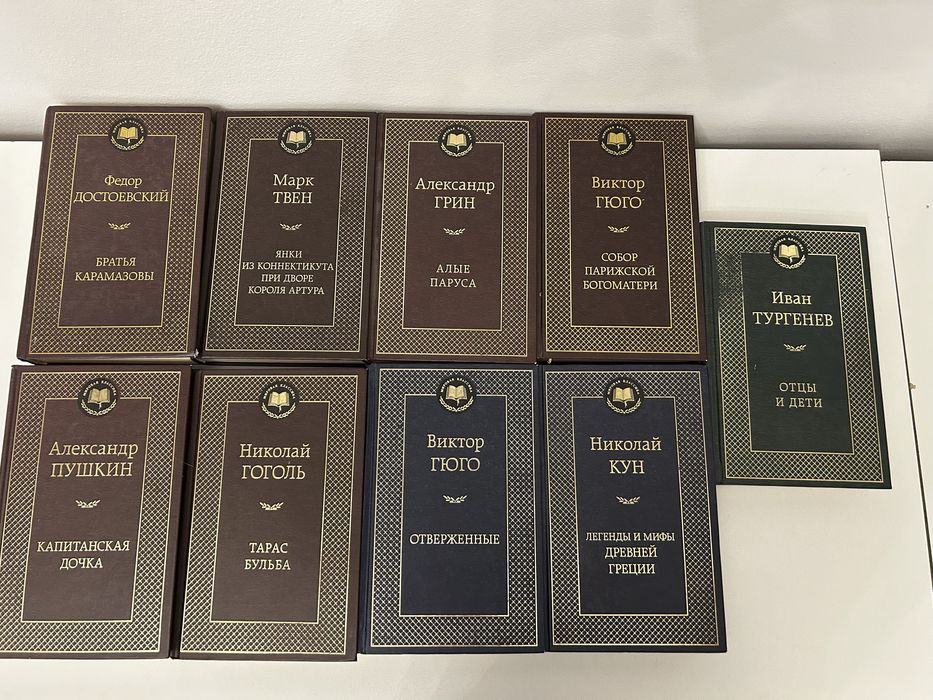 Федор
ДОСТОЕВСКИЙ
БРАТЬЯ
КАРАМАЗОВЫ
Марк
ТВЕН
ЯНКИ
ИЗ КОННЕКТИКУТА
ПРИ ДВОРЕ
КОРОЛЯ АРТУРА
Александр
ГРИН
АЛЫЕ
ПАРУСА
Виктор
ГЮГО
СОБОР
ПАРИЖСКОЙ
БОГОМАТЕРИ
Иван
ТУРГЕНЕВ
ОТЦЫ
И ДЕТИ
Александр
ПУШКИН
КАПИТАНСКАЯ
ДОЧКА
Николай
ГОГОЛЬ
ТАРАС
БУЛЬБА
Виктор
ГЮГО
ОТВЕРЖЕННЫЕ
Николай
КУН
ЛЕГЕНДЫ И МИФЫ
ДРЕВНЕЙ
ГРЕЦИИ